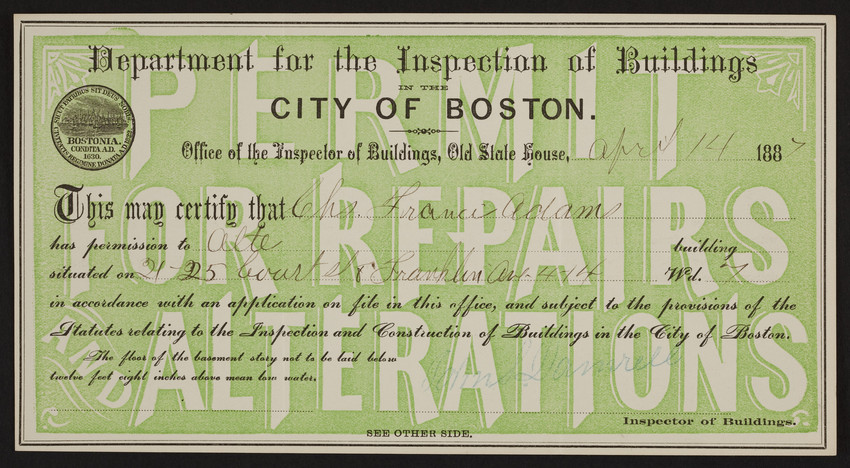 PERMIT
FOR REPAIRS
AND
ALTERATIONS
Department for the Inspection of Buildings
IN THE
CITY OF BOSTON.
BOSTONIA.
CONDITA A.D.
1630.
Office of the Inspector of Buildings, Old State House, April 14 1887
This may certify that Chs. Francis Adams
has permission to Alte building
situated on 21-25 Court St & Franklin Av 4+4 Wd. 7
in accordance with an application on file in this office, and subject to the provisions of the
Statutes relating to the Inspection and Construction of Buildings in the City of Boston.
The floor of the basement story not to be laid below
twelve feet eight inches above mean low water.
John Damrell
Inspector of Buildings.
SEE OTHER SIDE.